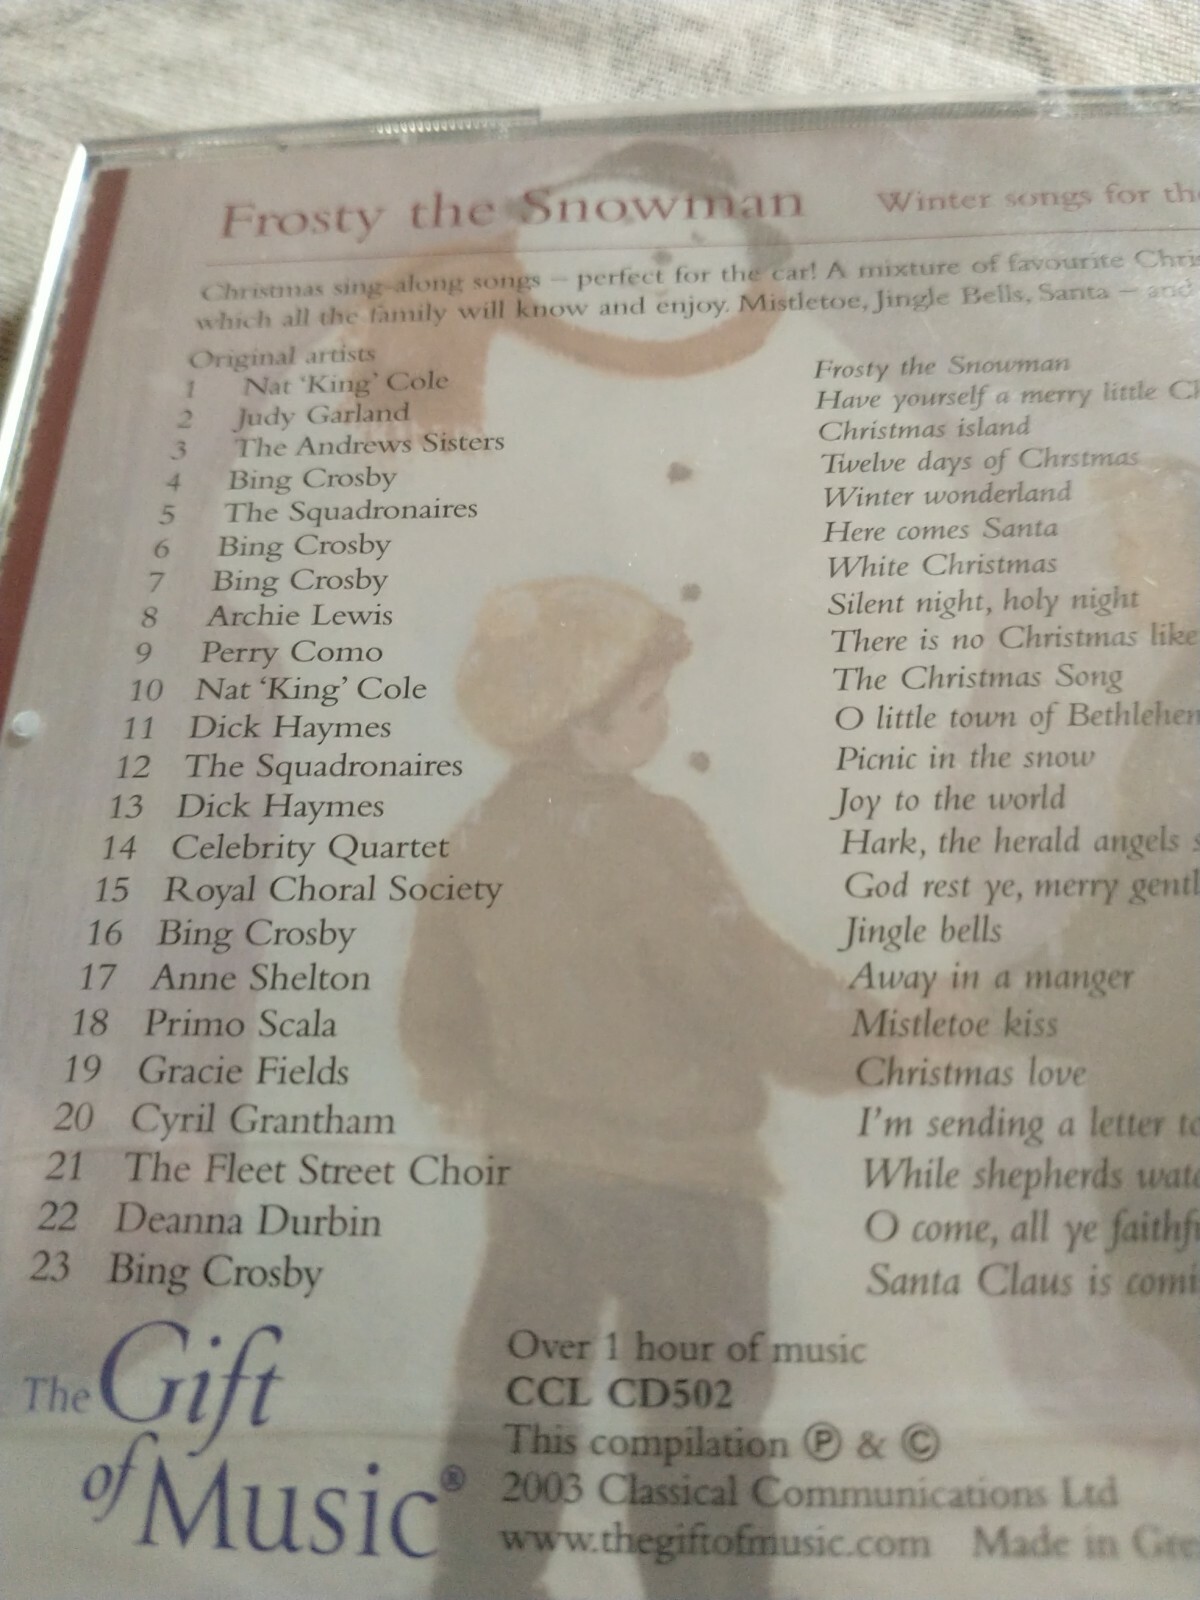 Frosty the Snowman Winter songs for
Christmas sing-along songs – perfect for the car! A mixture of favourite
which all the family will know and enjoy. Mistletoe, Jingle Bells, Santa – and
Original artists
1 Nat 'King' Cole Frosty the Snowman
2 Judy Garland Have yourself a merry little
3 The Andrews Sisters Christmas island
4 Bing Crosby Twelve days of Chrstmas
5 The Squadronaires Winter wonderland
6 Bing Crosby Here comes Santa
7 Bing Crosby White Christmas
8 Archie Lewis Silent night, holy night
9 Perry Como There is no Christmas like
10 Nat 'King' Cole The Christmas Song
11 Dick Haymes O little town of Bethlehem
12 The Squadronaires Picnic in the snow
13 Dick Haymes Joy to the world
14 Celebrity Quartet Hark, the herald angels
15 Royal Choral Society God rest ye, merry
16 Bing Crosby Jingle bells
17 Anne Shelton Away in a manger
18 Primo Scala Mistletoe kiss
19 Gracie Fields Christmas love
20 Cyril Grantham I'm sending a letter to
21 The Fleet Street Choir While shepherds
22 Deanna Durbin O come, all ye
23 Bing Crosby Santa Claus is
The Gift
of Music®
Over 1 hour of music
CCL CD502
This compilation ℗ & ©
2003 Classical Communications Ltd
www.thegiftofmusic.com Made in